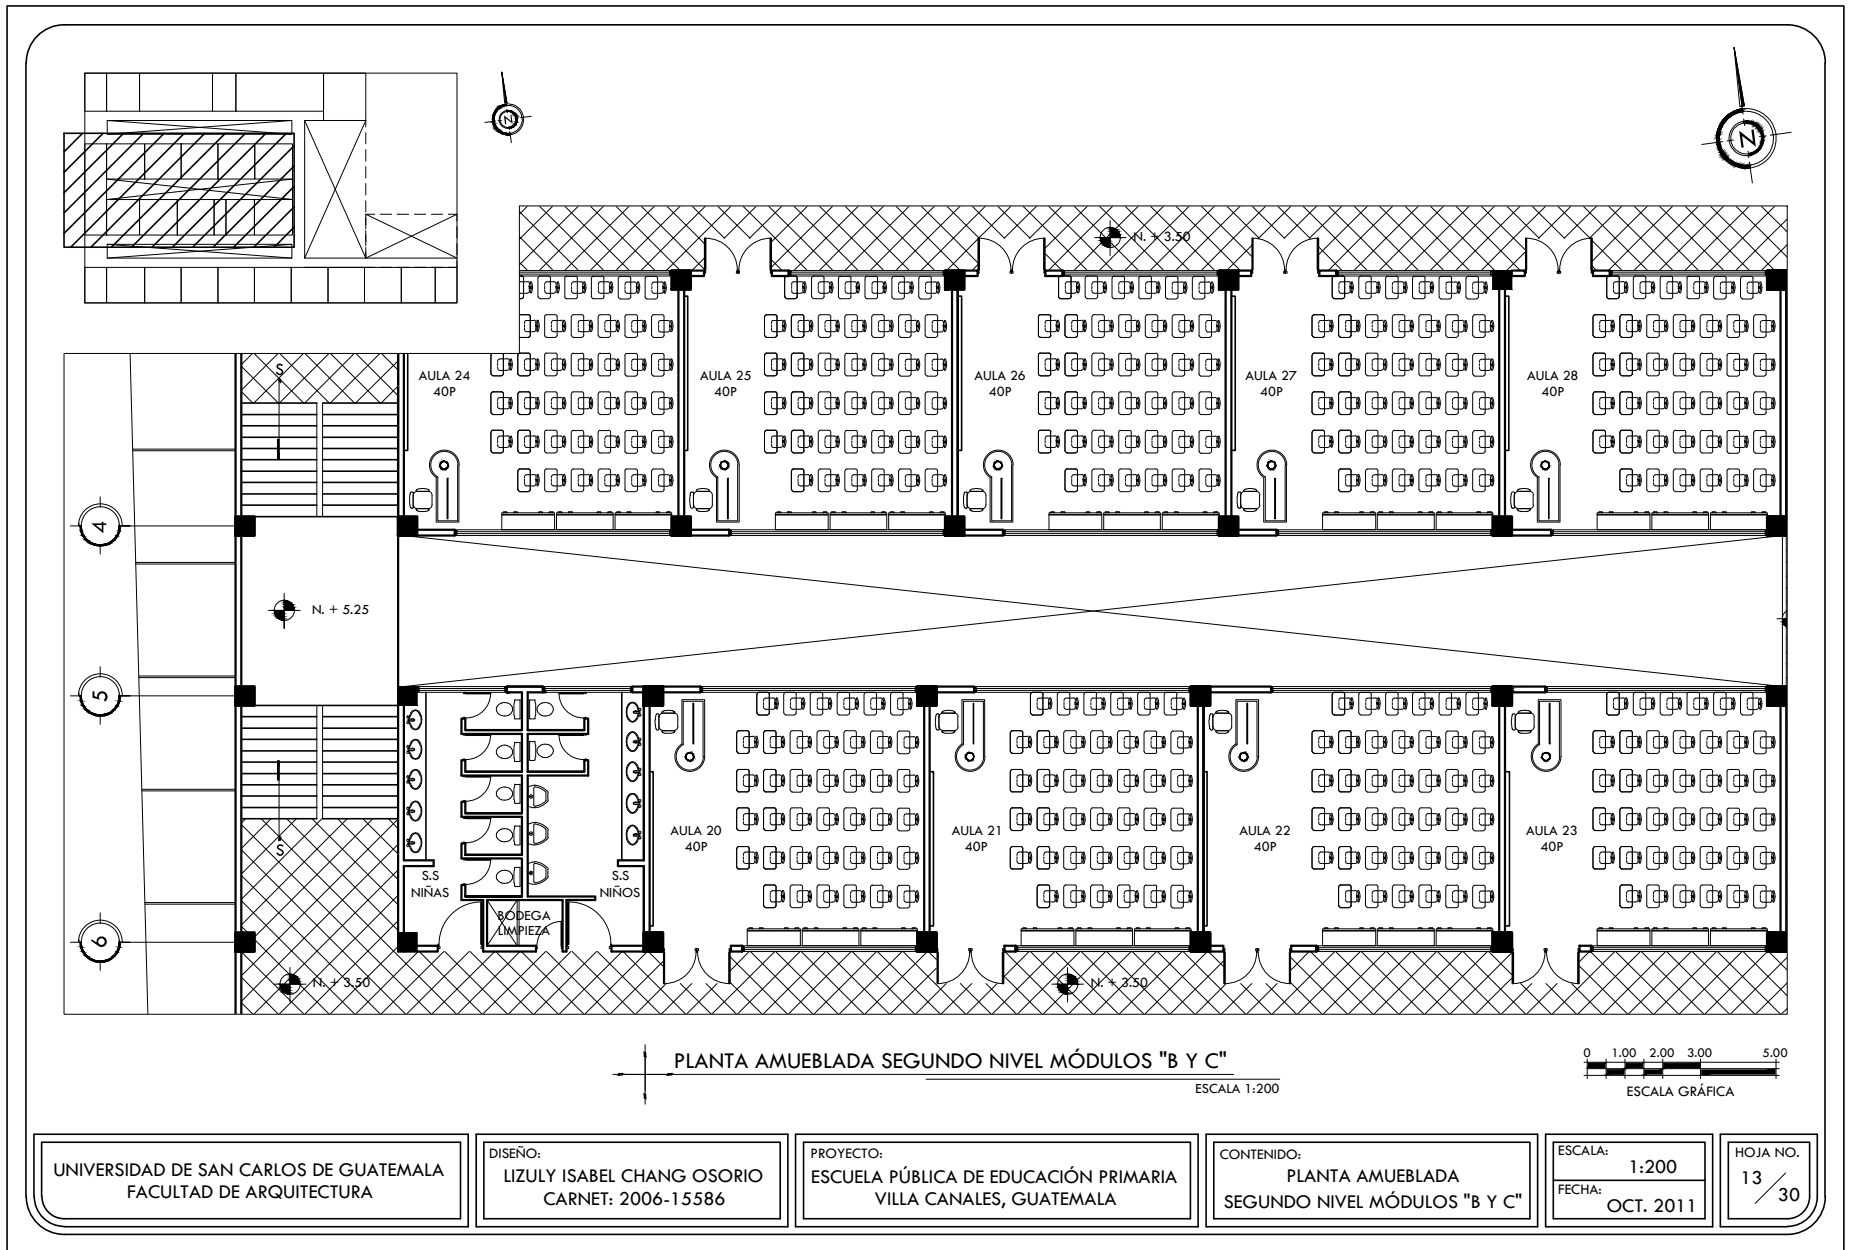 Z
Z
N. + 3.50
S
AULA 24
40P
AULA 25
40P
AULA 26
40P
AULA 27
40P
AULA 28
40P
4
N. + 5.25
5
AULA 20
40P
AULA 21
40P
AULA 22
40P
AULA 23
40P
S
S.S
NIÑAS
S.S
NIÑOS
BODEGA
LIMPIEZA
6
N. + 3.50
N. + 3.50
PLANTA AMUEBLADA SEGUNDO NIVEL MÓDULOS "B Y C"
ESCALA 1:200
0 1.00 2.00 3.00 5.00
ESCALA GRÁFICA
UNIVERSIDAD DE SAN CARLOS DE GUATEMALA
FACULTAD DE ARQUITECTURA
DISEÑO:
LIZULY ISABEL CHANG OSORIO
CARNET: 2006-15586
PROYECTO:
ESCUELA PÚBLICA DE EDUCACIÓN PRIMARIA
VILLA CANALES, GUATEMALA
CONTENIDO:
PLANTA AMUEBLADA
SEGUNDO NIVEL MÓDULOS "B Y C"
ESCALA:
1:200
FECHA:
OCT. 2011
HOJA NO.
13/30